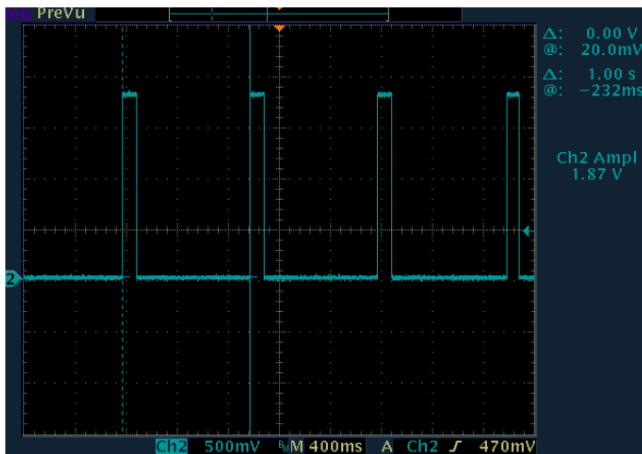 PreVu
Δ: 0.00 V
@: 20.0mV
Δ: 1.00 s
@: −232ms
Ch2 Ampl
1.87 V
2
Ch2 500mV M 400ms A Ch2 470mV